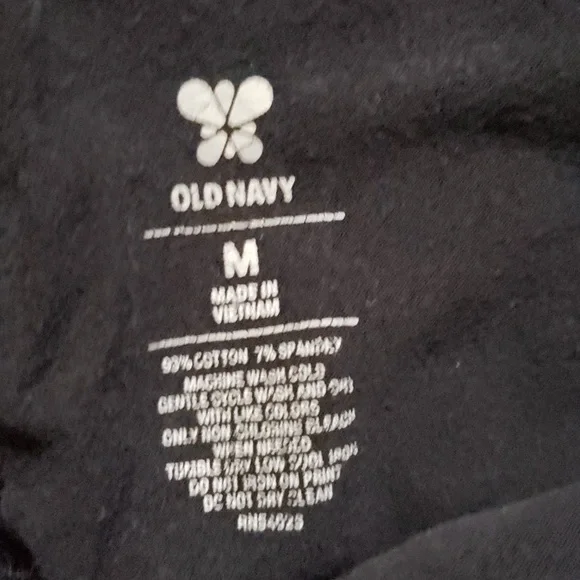 OLD NAVY
M
MADE IN
VIETNAM
93% COTTON 7% SPANDEX
MACHINE WASH COLD
GENTLE CYCLE WASH AND DRY
WITH LIKE COLORS
ONLY NON CHLORINE BLEACH
WHEN NEEDED
TUMBLE DRY LOW COOL IRON
DO NOT IRON ON PRINT
DO NOT DRY CLEAN
RN54023